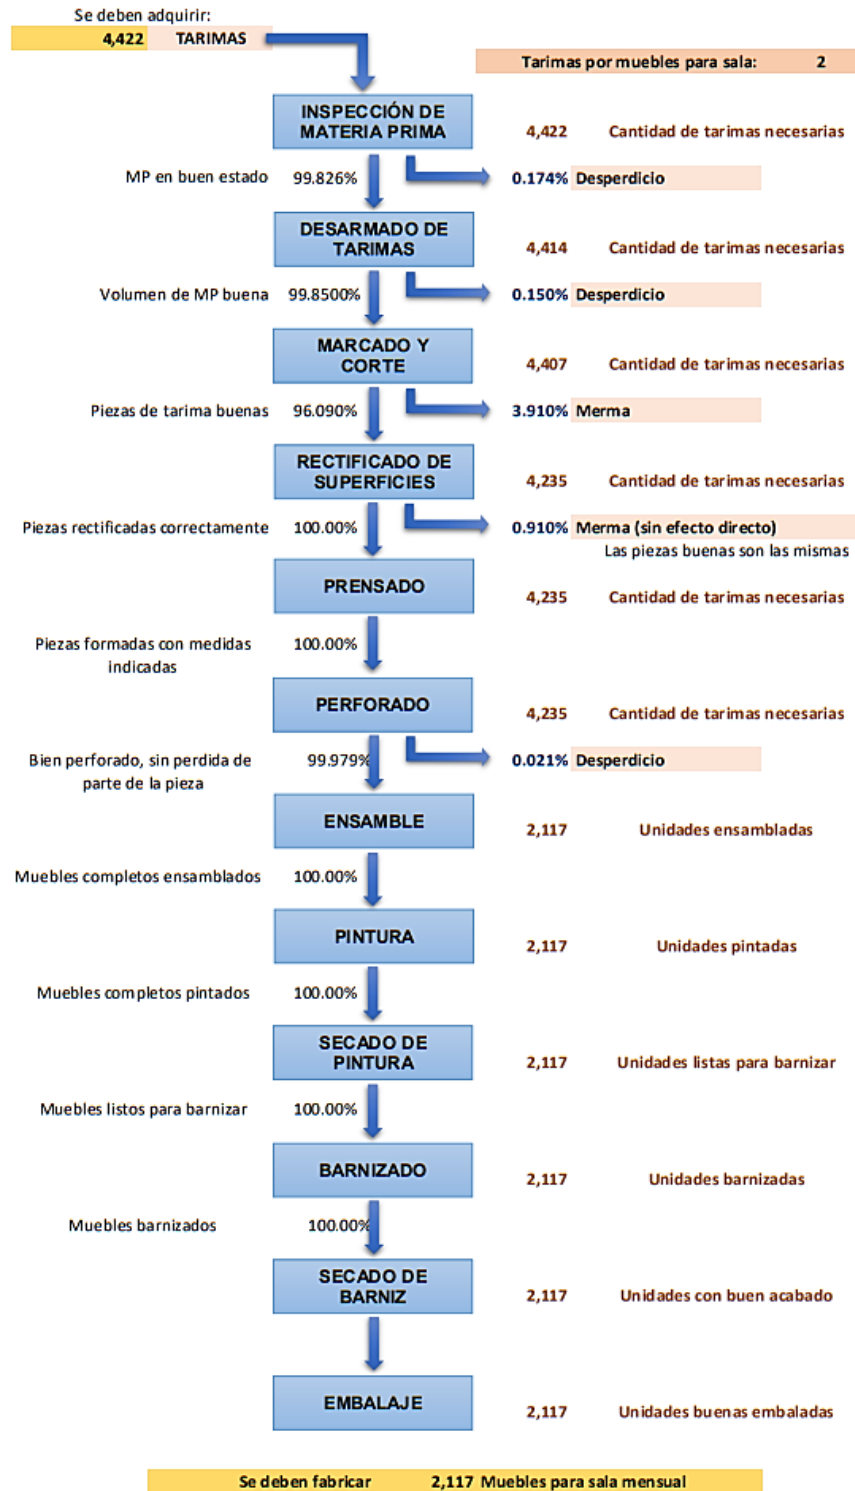 Se deben adquirir:
4,422 TARIMAS
Tarimas por muebles para sala: 2
INSPECCIÓN DE
MATERIA PRIMA
4,422 Cantidad de tarimas necesarias
MP en buen estado 99.826% 0.174% Desperdicio
DESARMADO DE
TARIMAS
4,414 Cantidad de tarimas necesarias
Volumen de MP buena 99.8500% 0.150% Desperdicio
MARCADO Y
CORTE
4,407 Cantidad de tarimas necesarias
Piezas de tarima buenas 96.090% 3.910% Merma
RECTIFICADO DE
SUPERFICIES
4,235 Cantidad de tarimas necesarias
Piezas rectificadas correctamente 100.00% 0.910% Merma (sin efecto directo)
Las piezas buenas son las mismas
PRENSADO
4,235 Cantidad de tarimas necesarias
Piezas formadas con medidas 100.00%
indicadas
PERFORADO
4,235 Cantidad de tarimas necesarias
Bien perforado, sin perdida de 99.979% 0.021% Desperdicio
parte de la pieza
ENSAMBLE
2,117 Unidades ensambladas
Muebles completos ensamblados 100.00%
PINTURA
2,117 Unidades pintadas
Muebles completos pintados 100.00%
SECADO DE
PINTURA
2,117 Unidades listas para barnizar
Muebles listos para barnizar 100.00%
BARNIZADO
2,117 Unidades barnizadas
Muebles barnizados 100.00%
SECADO DE
BARNIZ
2,117 Unidades con buen acabado
EMBALAJE
2,117 Unidades buenas embaladas
Se deben fabricar 2,117 Muebles para sala mensual